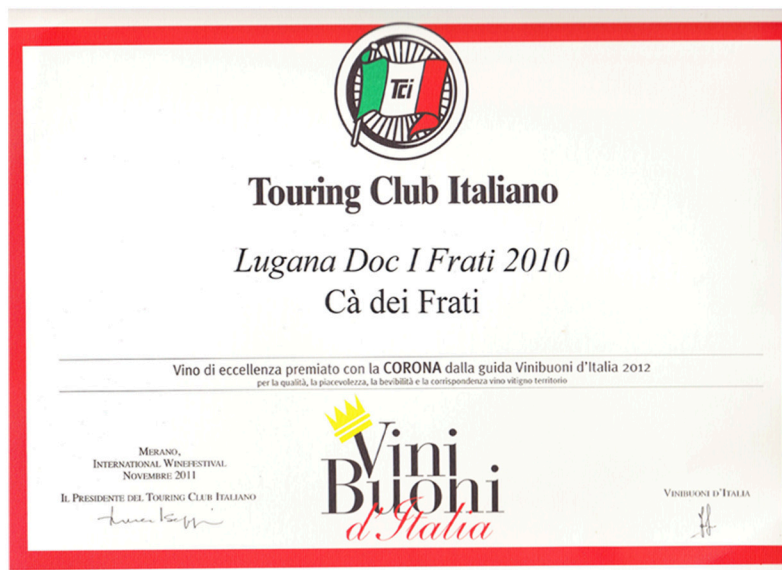 Tci
Touring Club Italiano
Lugana Doc I Frati 2010
Cà dei Frati
Vino di eccellenza premiato con la CORONA dalla guida Vinibuoni d'Italia 2012
per la qualità, la piacevolezza, la bevibilità e la corrispondenza vino vitigno territorio
Merano,
International Winefestival
Novembre 2011
Il Presidente del Touring Club Italiano
Vini
Buoni
d'Italia
Vinibuoni d'Italia